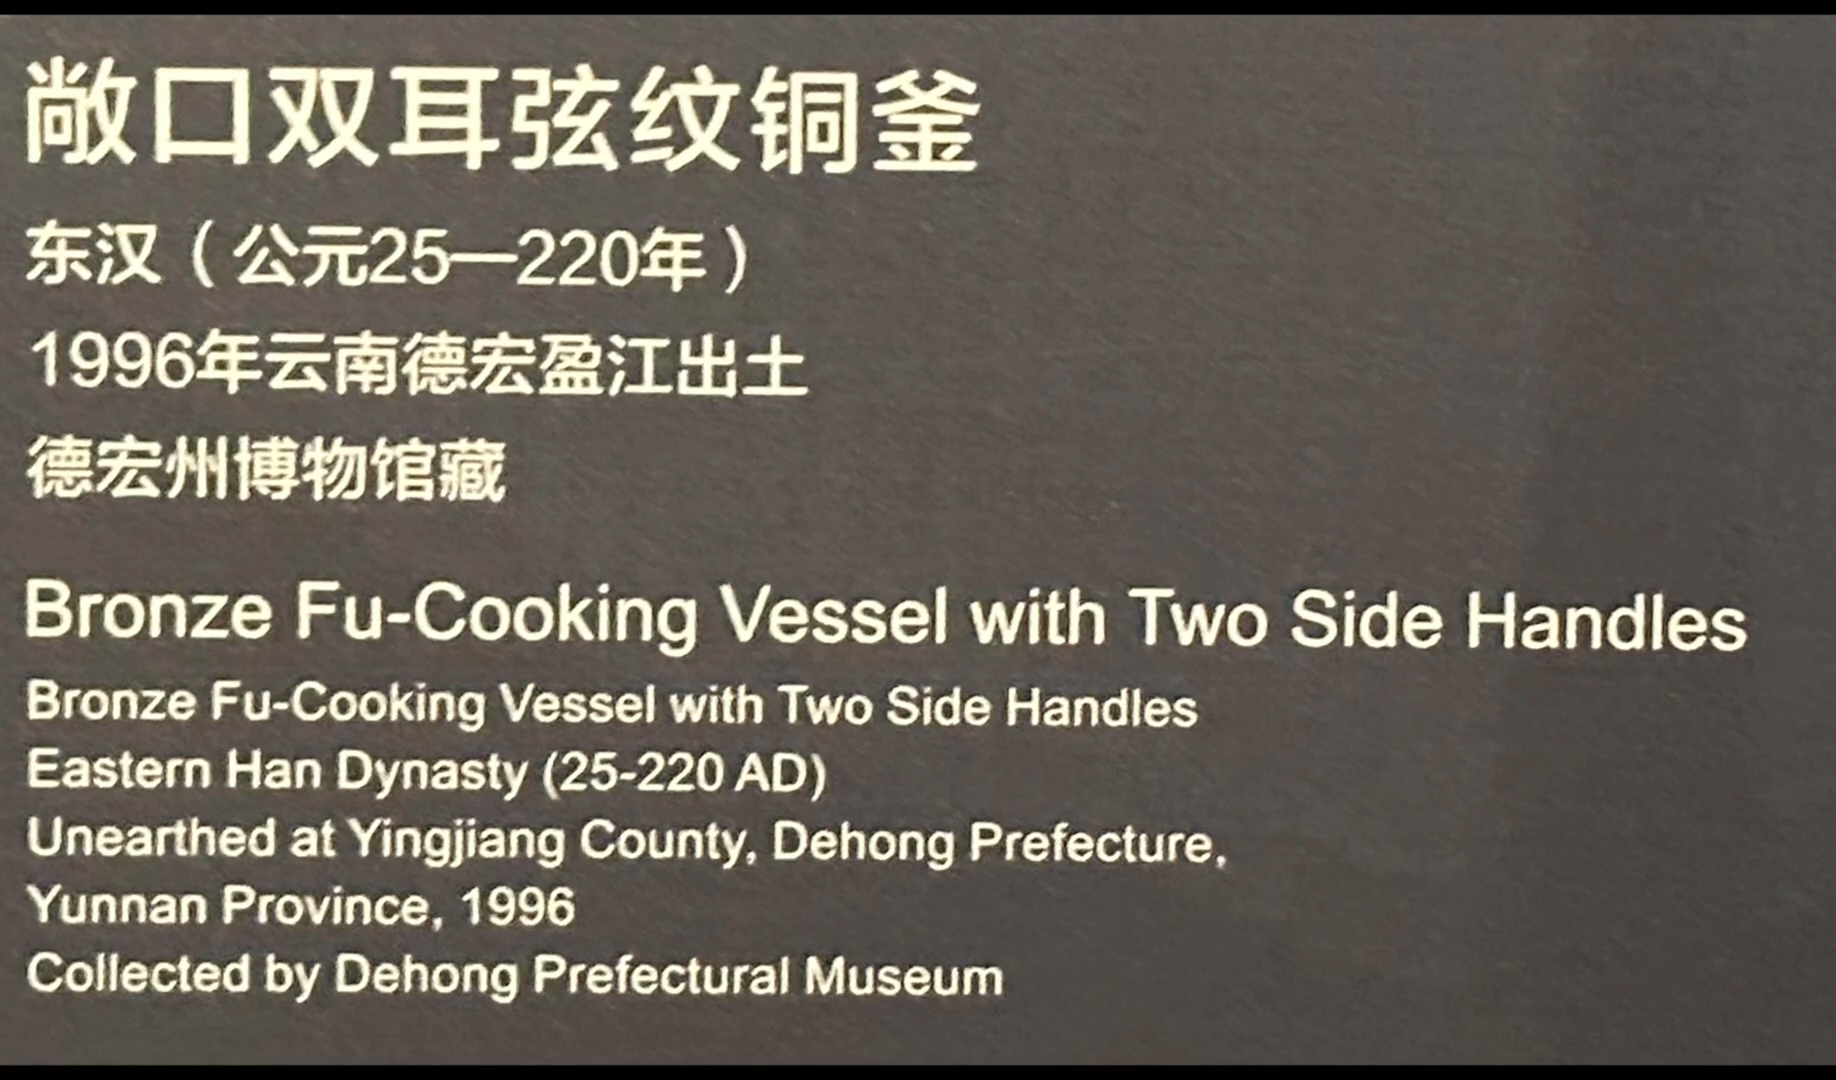 敞口双耳弦纹铜釜
东汉（公元25—220年）
1996年云南德宏盈江出土
德宏州博物馆藏
Bronze Fu-Cooking Vessel with Two Side Handles
Bronze Fu-Cooking Vessel with Two Side Handles
Eastern Han Dynasty (25-220 AD)
Unearthed at Yingjiang County, Dehong Prefecture,
Yunnan Province, 1996
Collected by Dehong Prefectural Museum